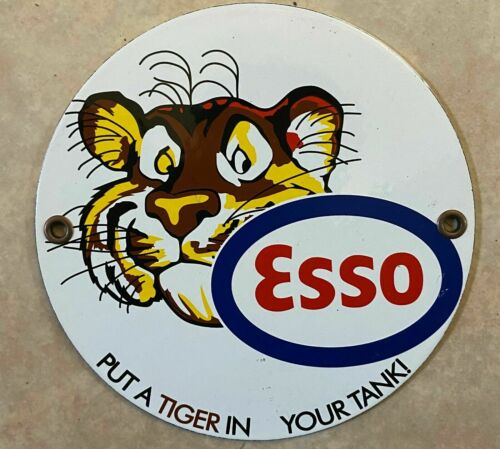 Esso
PUT A TIGER IN YOUR TANK!